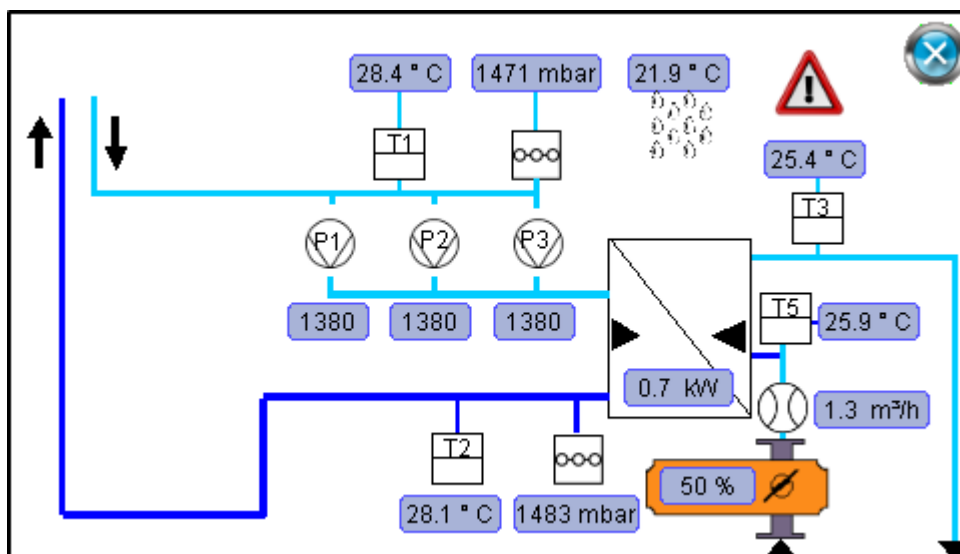 28.4 ° C
1471 mbar
21.9 ° C
T1
25.4 ° C
T3
P1
P2
P3
1380
1380
1380
T5
25.9 ° C
0.7 kW
1.3 m³/h
T2
50 %
28.1 ° C
1483 mbar